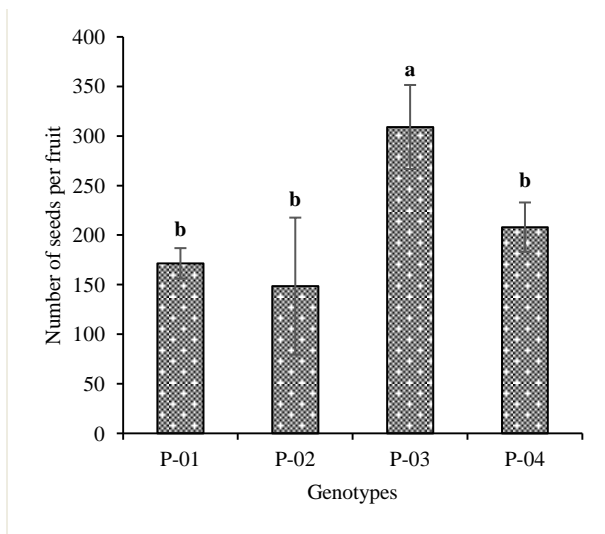 400
350
300
250
200
150
100
50
0
Number of seeds per fruit
b
b
a
b
P-01 P-02 P-03 P-04
Genotypes